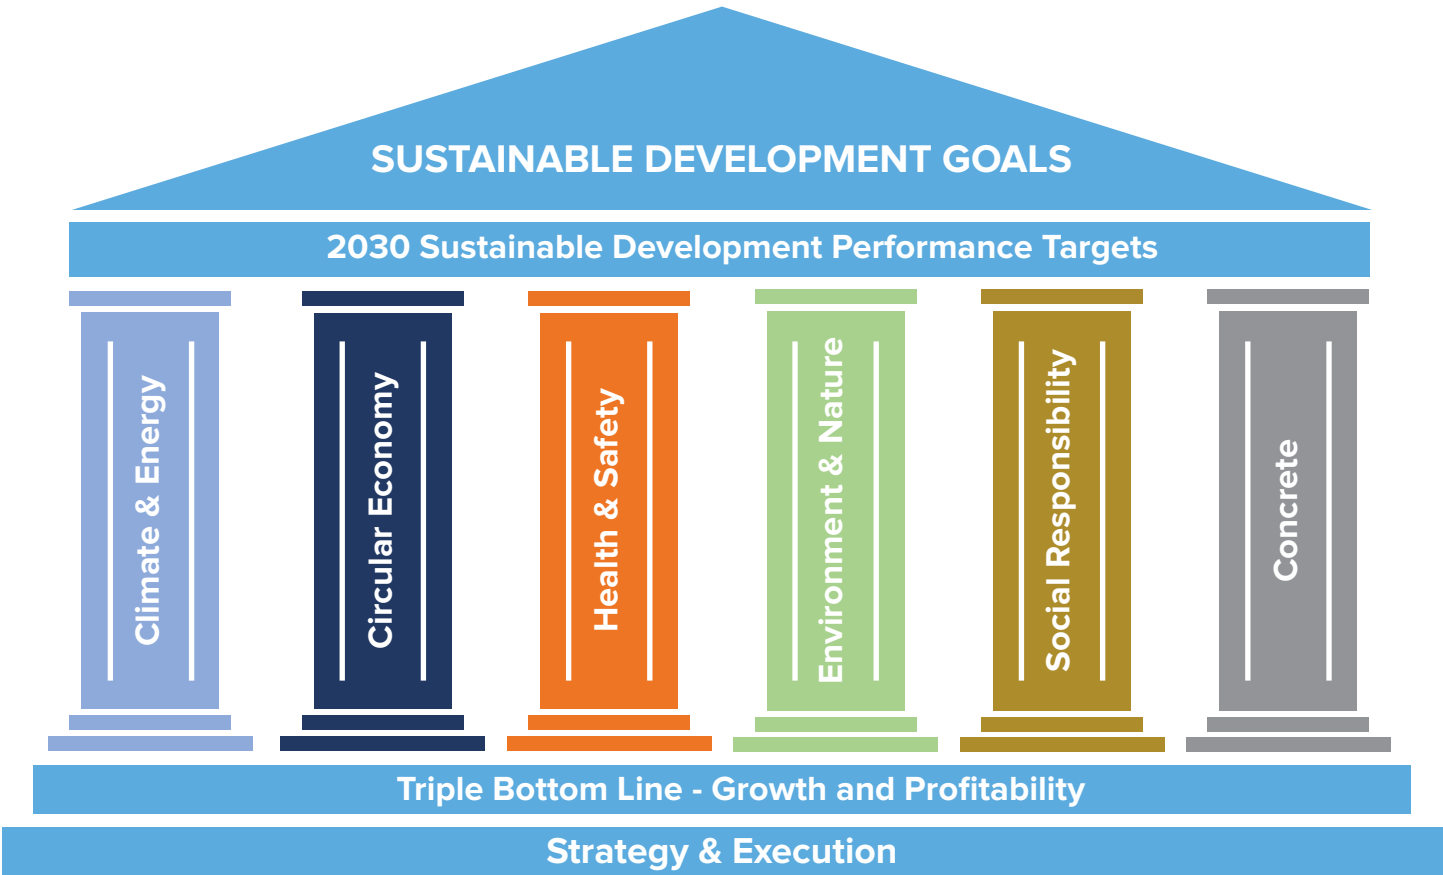 SUSTAINABLE DEVELOPMENT GOALS
2030 Sustainable Development Performance Targets
Climate & Energy
Circular Economy
Health & Safety
Environment & Nature
Social Responsibility
Concrete
Triple Bottom Line - Growth and Profitability
Strategy & Execution